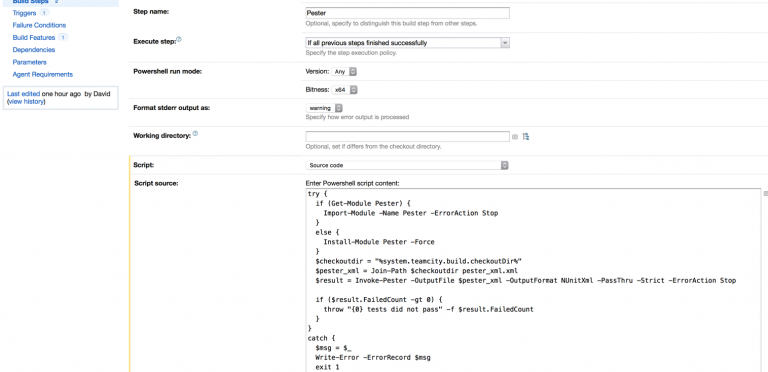 Build Steps 2
Triggers 1
Failure Conditions
Build Features 1
Dependencies
Parameters
Agent Requirements
Last edited one hour ago by David
(view history)
Step name:
Pester
Optional, specify to distinguish this build step from other steps.
Execute step:
If all previous steps finished successfully
Specify the step execution policy.
Powershell run mode:
Version: Any
Bitness: x64
Format stderr output as:
warning
Specify how error output is processed
Working directory:
Optional, set if differs from the checkout directory.
Script:
Source code
Script source:
Enter Powershell script content:
try {
if (Get-Module Pester) {
Import-Module -Name Pester -ErrorAction Stop
}
else {
Install-Module Pester -Force
}
$checkoutdir = "%system.teamcity.build.checkoutDir%"
$pester_xml = Join-Path $checkoutdir pester_xml.xml
$result = Invoke-Pester -OutputFile $pester_xml -OutputFormat NUnitXml -PassThru -Strict -ErrorAction Stop
if ($result.FailedCount -gt 0) {
throw "{0} tests did not pass" -f $result.FailedCount
}
}
catch {
$msg = $_
Write-Error -ErrorRecord $msg
exit 1